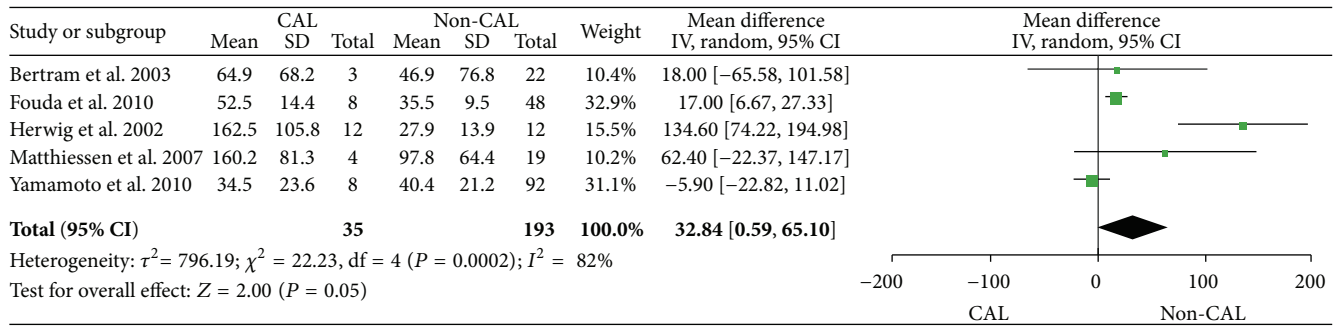 Study or subgroup CAL Non-CAL Weight Mean difference Mean difference
Mean SD Total Mean SD Total IV, random, 95% CI IV, random, 95% CI
Bertram et al. 2003 64.9 68.2 3 46.9 76.8 22 10.4% 18.00 [−65.58, 101.58]
Fouda et al. 2010 52.5 14.4 8 35.5 9.5 48 32.9% 17.00 [6.67, 27.33]
Herwig et al. 2002 162.5 105.8 12 27.9 13.9 12 15.5% 134.60 [74.22, 194.98]
Matthiessen et al. 2007 160.2 81.3 4 97.8 64.4 19 10.2% 62.40 [−22.37, 147.17]
Yamamoto et al. 2010 34.5 23.6 8 40.4 21.2 92 31.1% −5.90 [−22.82, 11.02]
Total (95% CI) 35 193 100.0% 32.84 [0.59, 65.10]
Heterogeneity: τ² = 796.19; χ² = 22.23, df = 4 (P = 0.0002); I² = 82%
Test for overall effect: Z = 2.00 (P = 0.05)
−200 −100 0 100 200
CAL Non-CAL